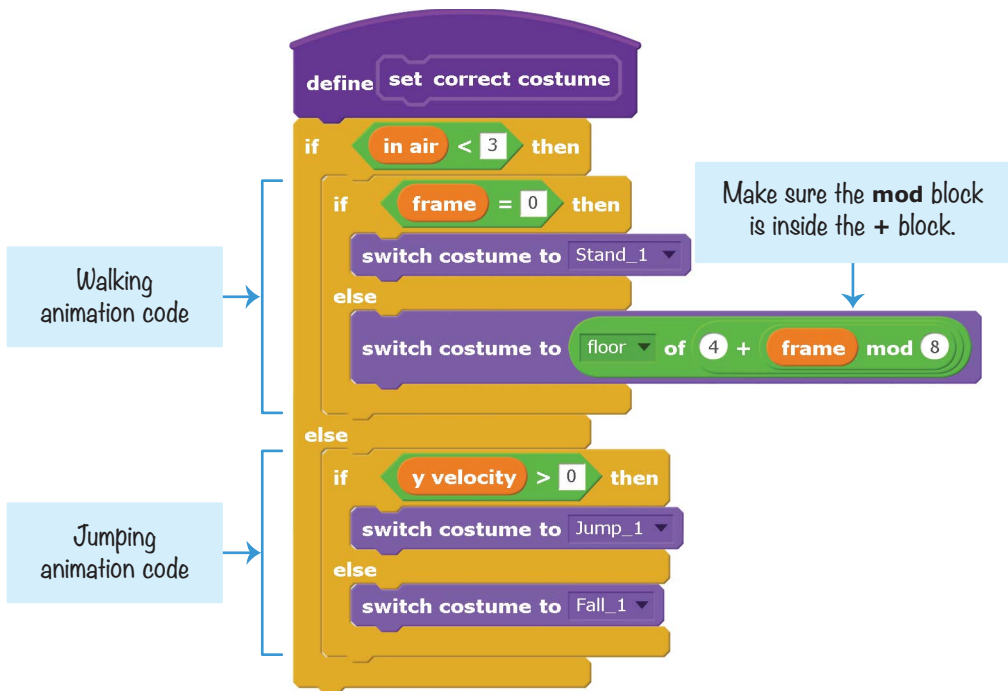 define set correct costume
if in air < 3 then
if frame = 0 then
switch costume to Stand_1
else
switch costume to floor of 4 + frame mod 8
else
if y velocity > 0 then
switch costume to Jump_1
else
switch costume to Fall_1
Walking
animation code
Jumping
animation code
Make sure the mod block
is inside the + block.